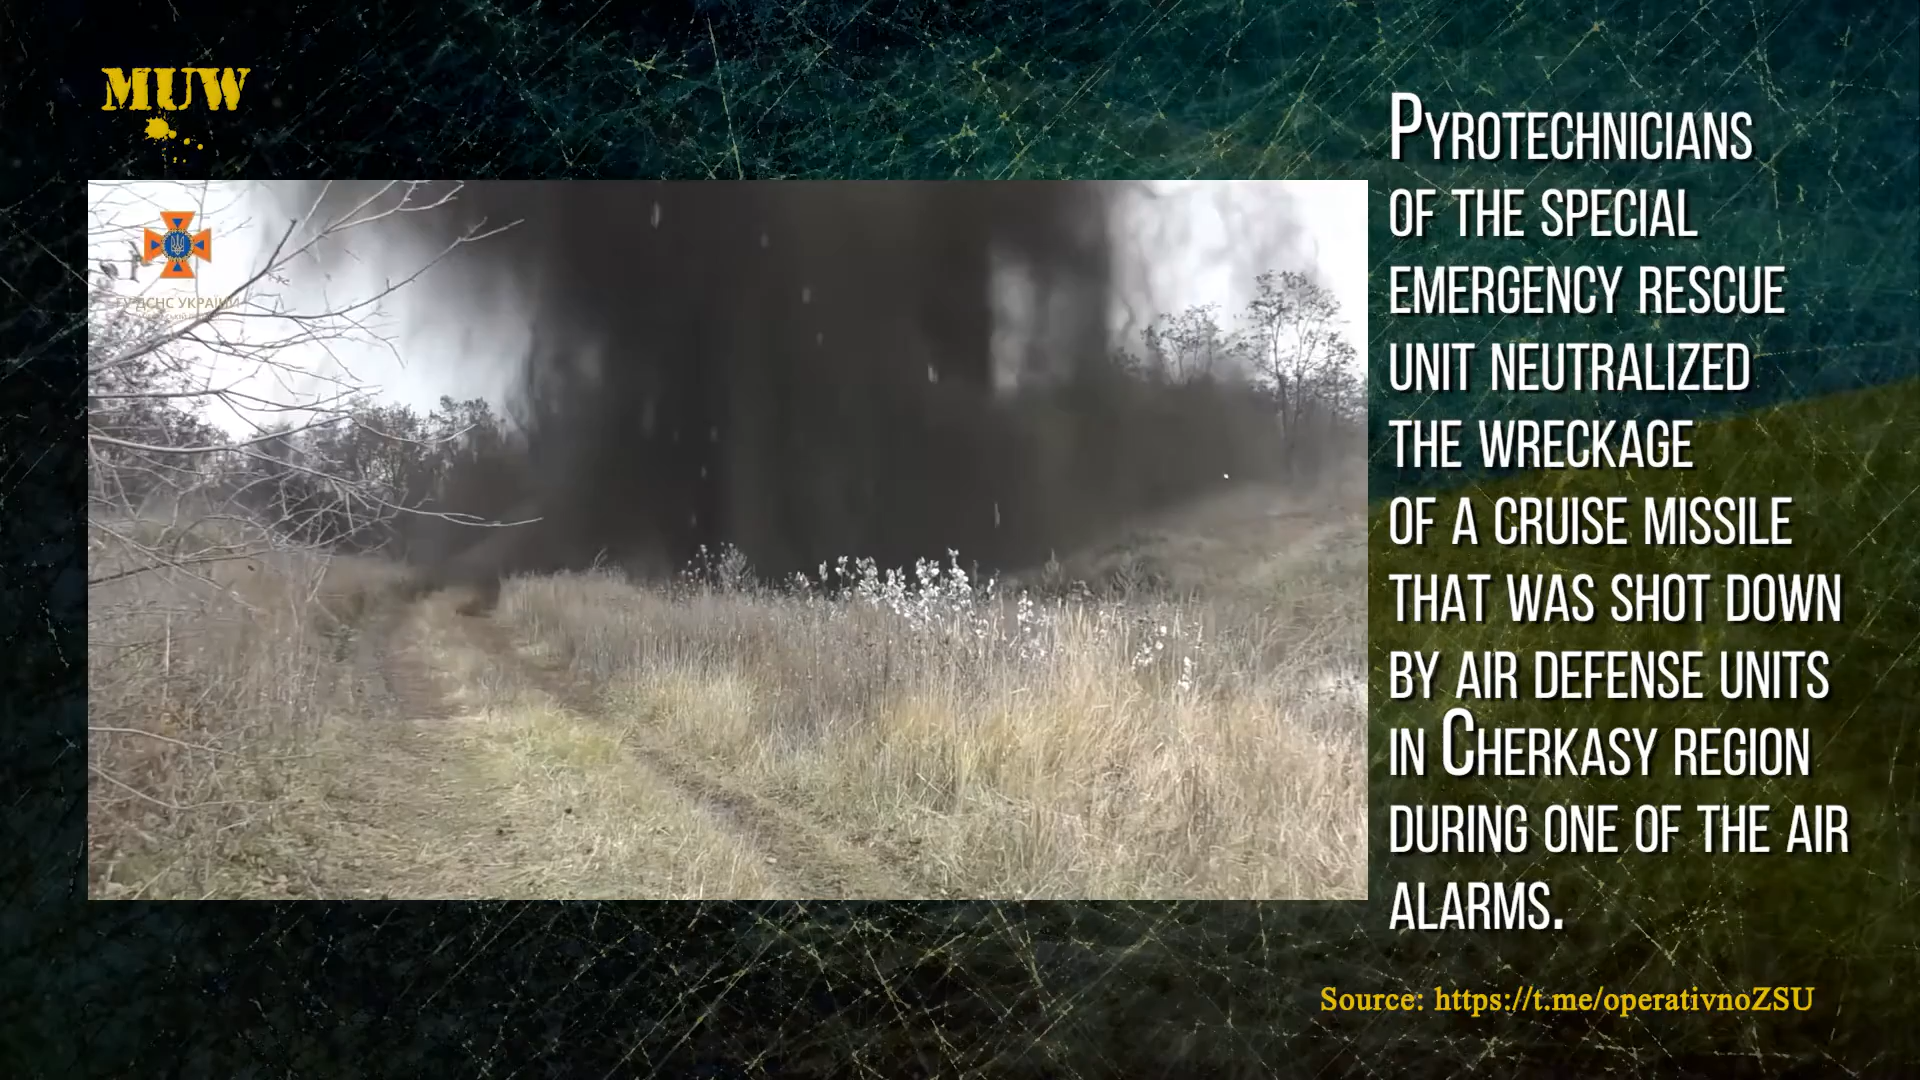 MUW
ГУ ДСНС УКРАЇНИ
Pyrotechnicians
of the special
emergency rescue
unit neutralized
the wreckage
of a cruise missile
that was shot down
by air defense units
in Cherkasy region
during one of the air
alarms.
Source: https://t.me/operativnoZSU